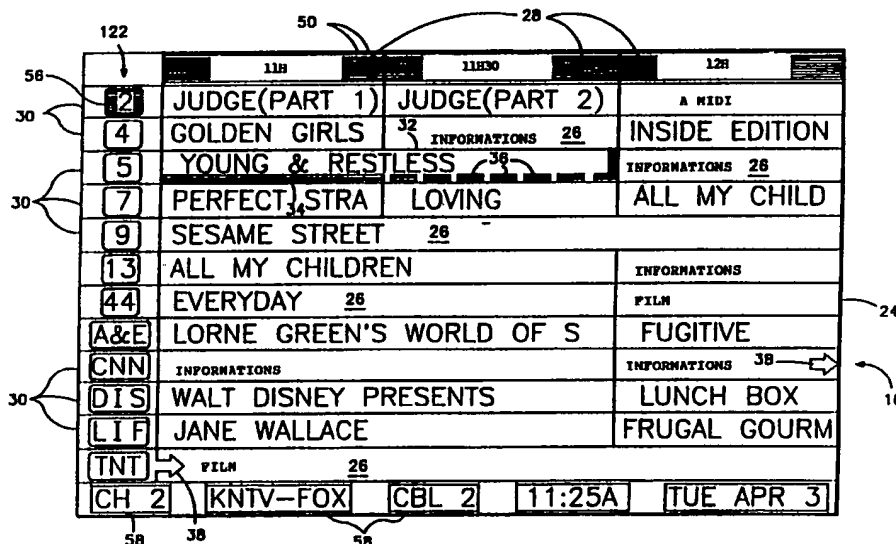 50 28
122
11H 11H30 12H
56 2 JUDGE(PART 1) JUDGE(PART 2) A MIDI
30 4 GOLDEN GIRLS 32 INFORMATIONS 26 INSIDE EDITION
5 YOUNG & RESTLESS 36 INFORMATIONS 26
30 7 PERFECT STRA 34 LOVING ALL MY CHILD
9 SESAME STREET 26
13 ALL MY CHILDREN INFORMATIONS
44 EVERYDAY 26 FILM 24
A&E LORNE GREEN'S WORLD OF S FUGITIVE
CNN INFORMATIONS INFORMATIONS 38
30 DIS WALT DISNEY PRESENTS LUNCH BOX
LIF JANE WALLACE FRUGAL GOURM
TNT FILM 26
CH 2 KNTV-FOX CBL 2 11:25A TUE APR 3
58 38 58